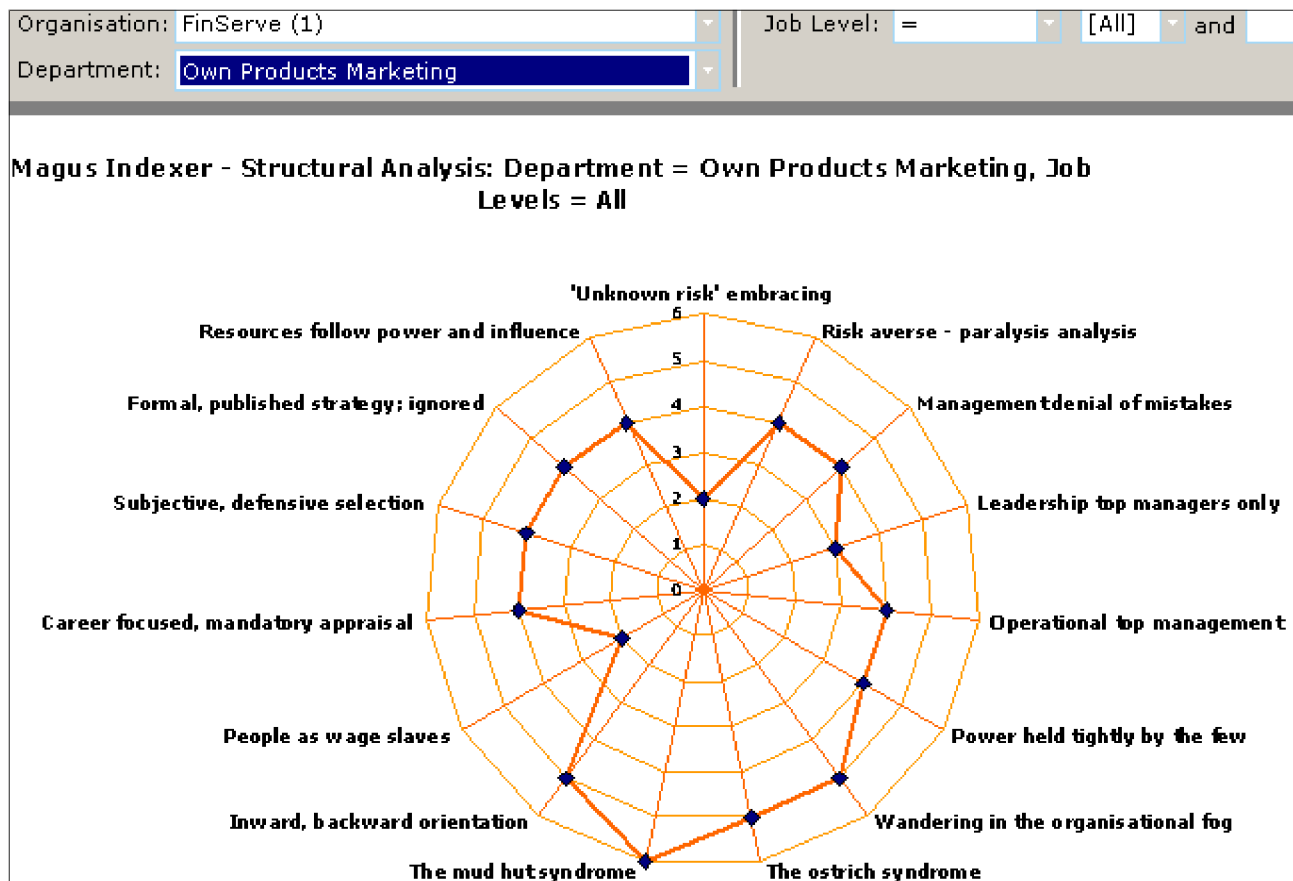 Organisation: FinServe (1) Job Level: = [All] and
Department: Own Products Marketing
Magus Indexer - Structural Analysis: Department = Own Products Marketing, Job
Levels = All
'Unknown risk' embracing
6
Resources follow power and influence
Risk averse - paralysis analysis
5
Formal, published strategy; ignored
4
Management denial of mistakes
3
Subjective, defensive selection
2
Leadership top managers only
1
0
Career focused, mandatory appraisal
Operational top management
People as wage slaves
Power held tightly by the few
Inward, backward orientation
Wandering in the organisational fog
The mud hut syndrome
The ostrich syndrome